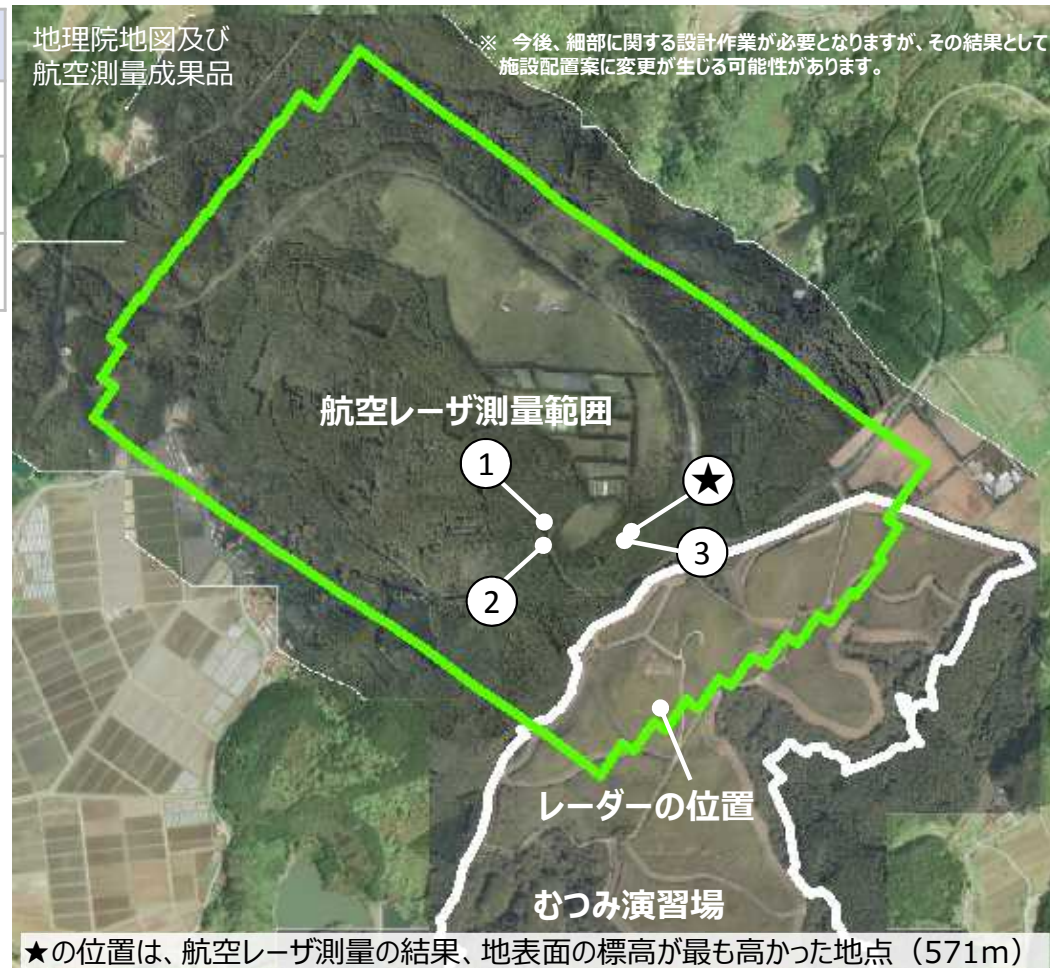 地理院地図及び
航空測量成果品
※ 今後、細部に関する設計作業が必要となりますが、その結果として
施設配置案に変更が生じる可能性があります。
航空レーザ測量範囲
1
★
2
3
レーダーの位置
むつみ演習場
★の位置は、航空レーザ測量の結果、地表面の標高が最も高かった地点（571m）